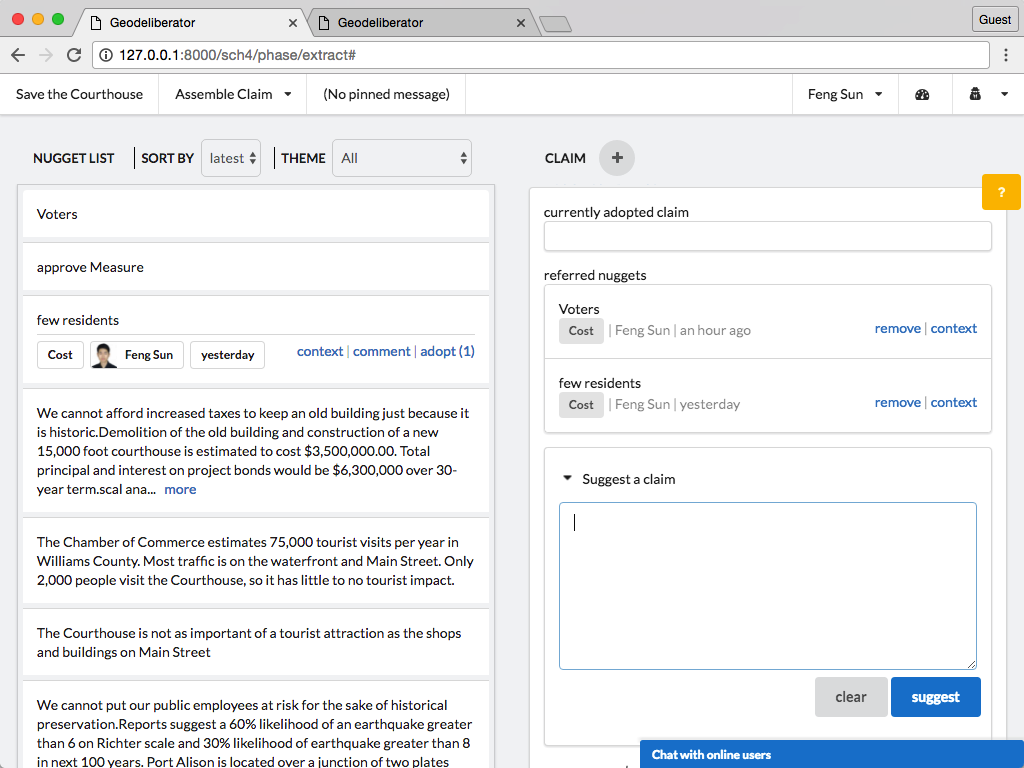 Geodeliberator
Geodeliberator
Guest
127.0.0.1:8000/sch4/phase/extract#
Save the Courthouse
Assemble Claim
(No pinned message)
Feng Sun
NUGGET LIST
SORT BY
latest
THEME
All
CLAIM
+
?
Voters
approve Measure
few residents
Cost
Feng Sun
yesterday
context | comment | adopt (1)
We cannot afford increased taxes to keep an old building just because it
is historic.Demolition of the old building and construction of a new
15,000 foot courthouse is estimated to cost $3,500,000.00. Total
principal and interest on project bonds would be $6,300,000 over 30-
year term.scal ana... more
The Chamber of Commerce estimates 75,000 tourist visits per year in
Williams County. Most traffic is on the waterfront and Main Street. Only
2,000 people visit the Courthouse, so it has little to no tourist impact.
The Courthouse is not as important of a tourist attraction as the shops
and buildings on Main Street
We cannot put our public employees at risk for the sake of historical
preservation.Reports suggest a 60% likelihood of an earthquake greater
than 6 on Richter scale and 30% likelihood of earthquake greater than 8
in next 100 years. Port Alison is located over a junction of two plates
currently adopted claim
referred nuggets
Voters
Cost | Feng Sun | an hour ago
remove | context
few residents
Cost | Feng Sun | yesterday
remove | context
Suggest a claim
clear
suggest
Chat with online users